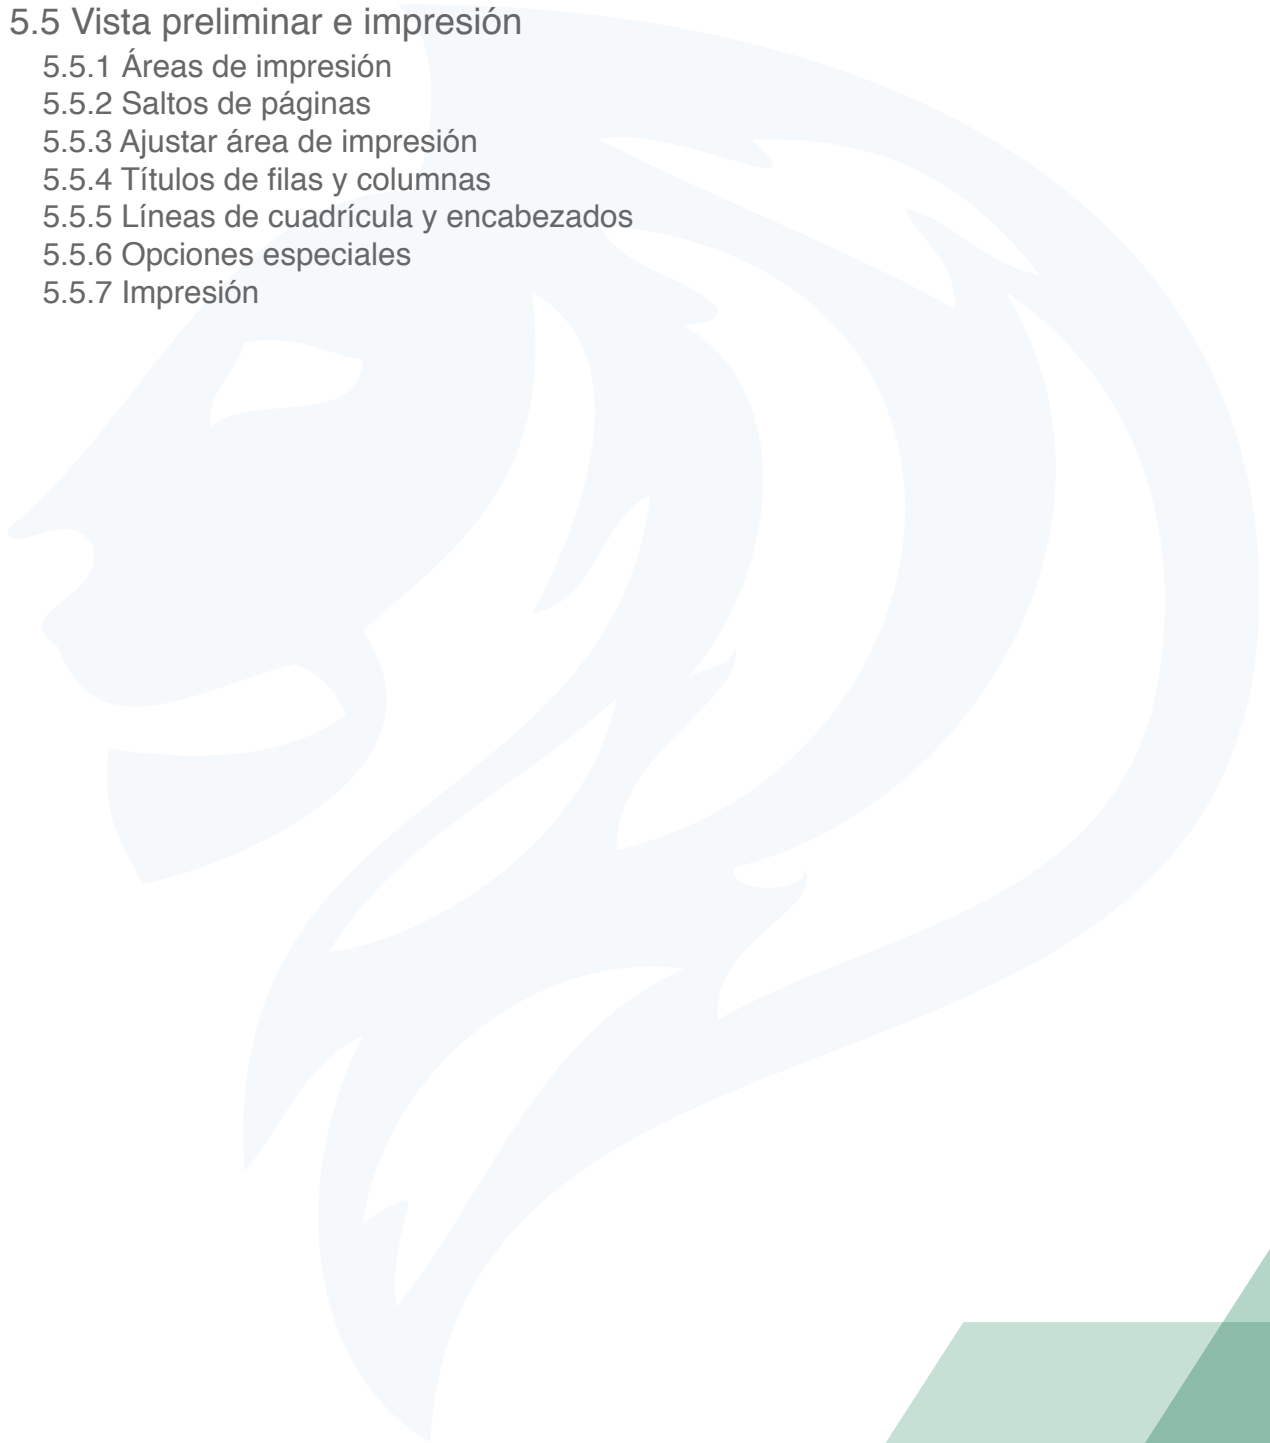 5.5 Vista preliminar e impresión
5.5.1 Áreas de impresión
5.5.2 Saltos de páginas
5.5.3 Ajustar área de impresión
5.5.4 Títulos de filas y columnas
5.5.5 Líneas de cuadrícula y encabezados
5.5.6 Opciones especiales
5.5.7 Impresión